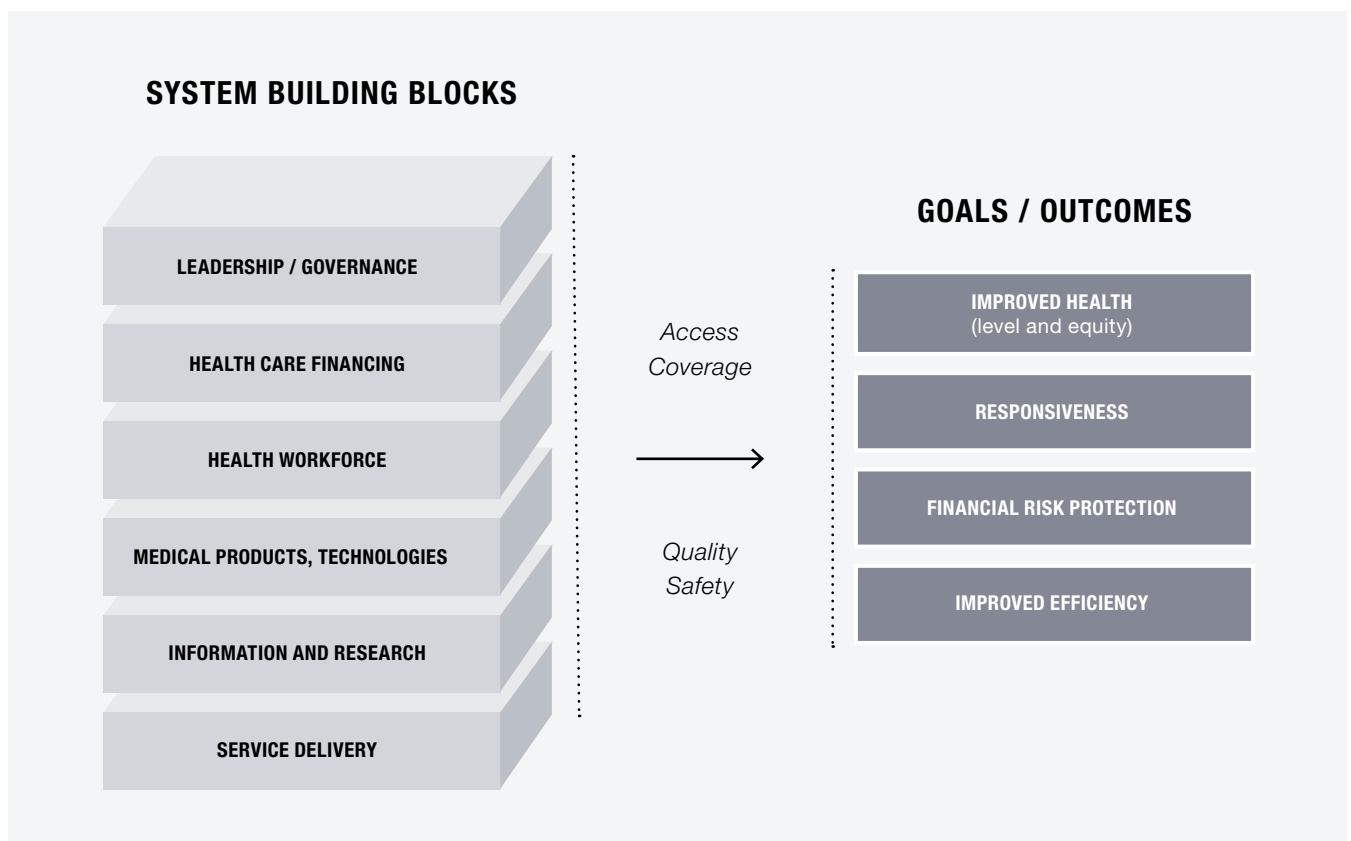 SYSTEM BUILDING BLOCKS
LEADERSHIP / GOVERNANCE
HEALTH CARE FINANCING
HEALTH WORKFORCE
MEDICAL PRODUCTS, TECHNOLOGIES
INFORMATION AND RESEARCH
SERVICE DELIVERY
Access
Coverage
Quality
Safety
GOALS / OUTCOMES
IMPROVED HEALTH
(level and equity)
RESPONSIVENESS
FINANCIAL RISK PROTECTION
IMPROVED EFFICIENCY